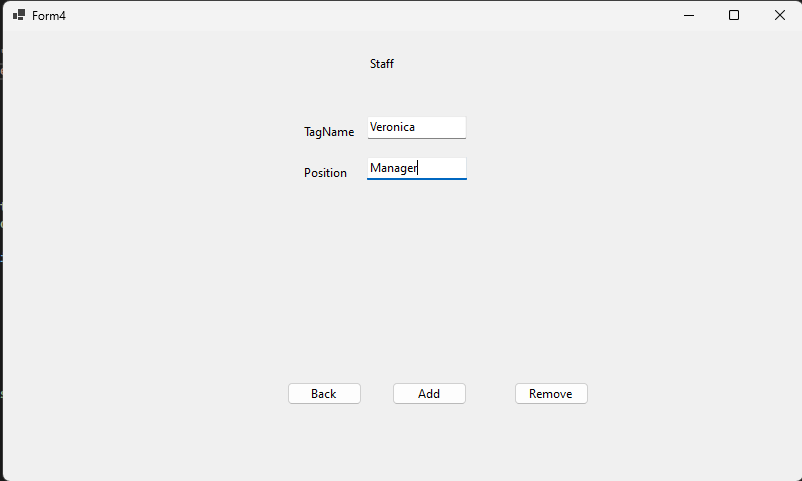 Form4
Staff
TagName Veronica
Position Manager
Back Add Remove